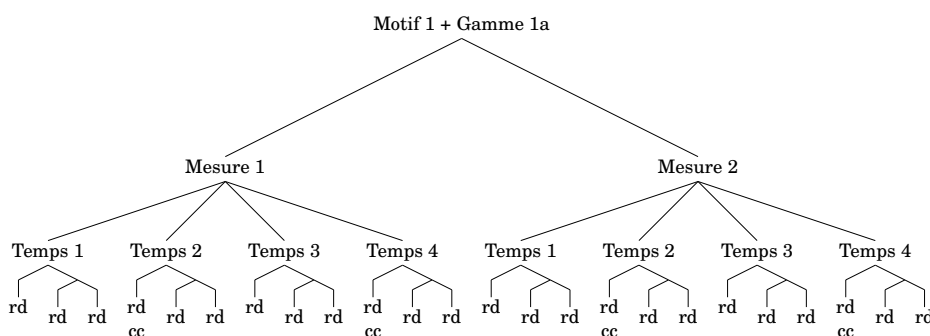 Motif 1 + Gamme 1a
Mesure 1 Mesure 2
Temps 1 Temps 2 Temps 3 Temps 4 Temps 1 Temps 2 Temps 3 Temps 4
rd rd rd rd rd rd rd rd rd rd rd rd rd rd rd rd rd rd rd rd rd rd rd rd
cc cc cc cc